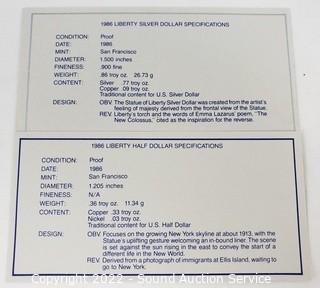 1986 LIBERTY SILVER DOLLAR SPECIFICATIONS
CONDITION: Proof
DATE: 1986
MINT: San Francisco
DIAMETER: 1.500 inches
FINENESS: .900 fine
WEIGHT: .86 troy oz. 26.73 g
CONTENT: Silver .77 troy oz.
Copper .09 troy oz.
Traditional content for U.S. Silver Dollar
DESIGN: OBV. The Statue of Liberty Silver Dollar was created from the artist's
feeling of majesty derived from the frontal view of the Statue.
REV. Liberty's torch and the words of Emma Lazarus' poem, "The
New Colossus," cited as the inspiration for the reverse.
1986 LIBERTY HALF DOLLAR SPECIFICATIONS
CONDITION: Proof
DATE: 1986
MINT: San Francisco
DIAMETER: 1.205 inches
FINENESS: N/A
WEIGHT: .36 troy oz. 11.34 g
CONTENT: Copper .33 troy oz.
Nickel .03 troy oz.
Traditional content for U.S. Half Dollar
DESIGN: OBV. Focuses on the growing New York skyline at about 1913, with the
Statue's uplifting gesture welcoming an in-bound liner. The scene
is set against the sun rising in the east to convey the start of a
different life in the New World.
REV. Derived from a photograph of immigrants at Ellis Island, waiting
to go to New York.
Copyright 2022 - Sound Auction Service